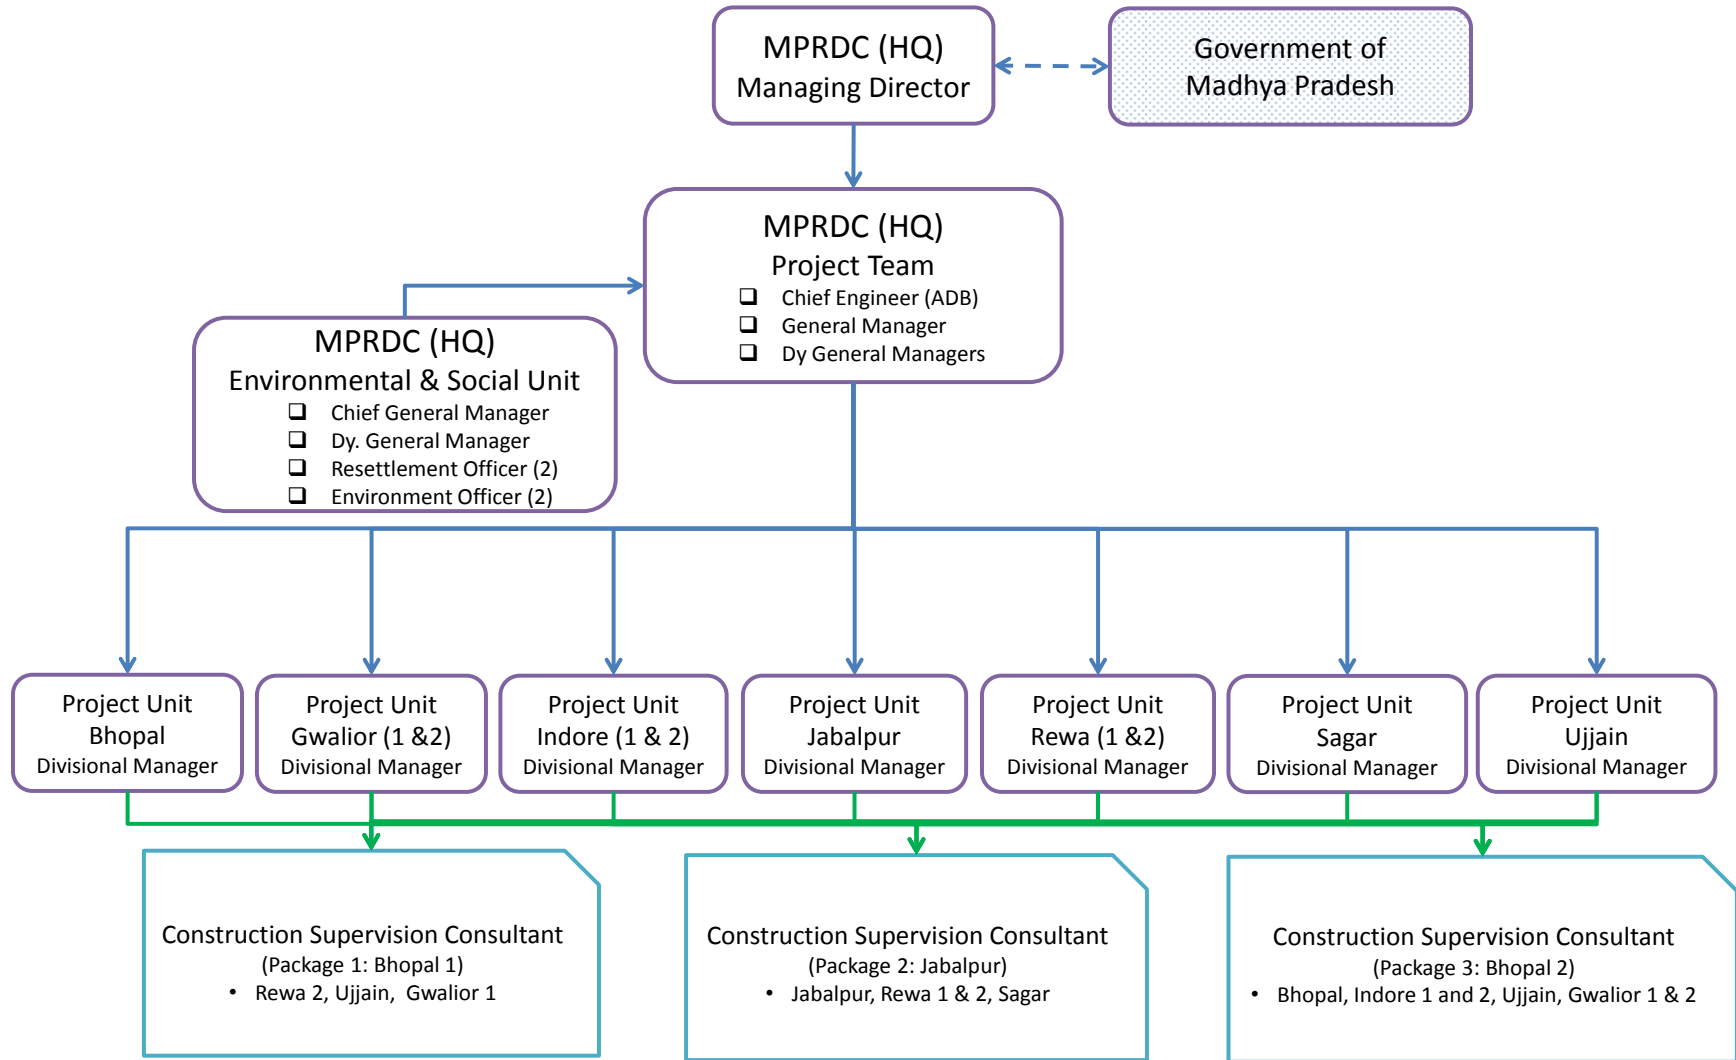 MPRDC (HQ)
Managing Director
Government of
Madhya Pradesh
MPRDC (HQ)
Project Team
❑ Chief Engineer (ADB)
❑ General Manager
❑ Dy General Managers
MPRDC (HQ)
Environmental & Social Unit
❑ Chief General Manager
❑ Dy. General Manager
❑ Resettlement Officer (2)
❑ Environment Officer (2)
Project Unit
Bhopal
Divisional Manager
Project Unit
Gwalior (1 &2)
Divisional Manager
Project Unit
Indore (1 & 2)
Divisional Manager
Project Unit
Jabalpur
Divisional Manager
Project Unit
Rewa (1 &2)
Divisional Manager
Project Unit
Sagar
Divisional Manager
Project Unit
Ujjain
Divisional Manager
Construction Supervision Consultant
(Package 1: Bhopal 1)
• Rewa 2, Ujjain, Gwalior 1
Construction Supervision Consultant
(Package 2: Jabalpur)
• Jabalpur, Rewa 1 & 2, Sagar
Construction Supervision Consultant
(Package 3: Bhopal 2)
• Bhopal, Indore 1 and 2, Ujjain, Gwalior 1 & 2